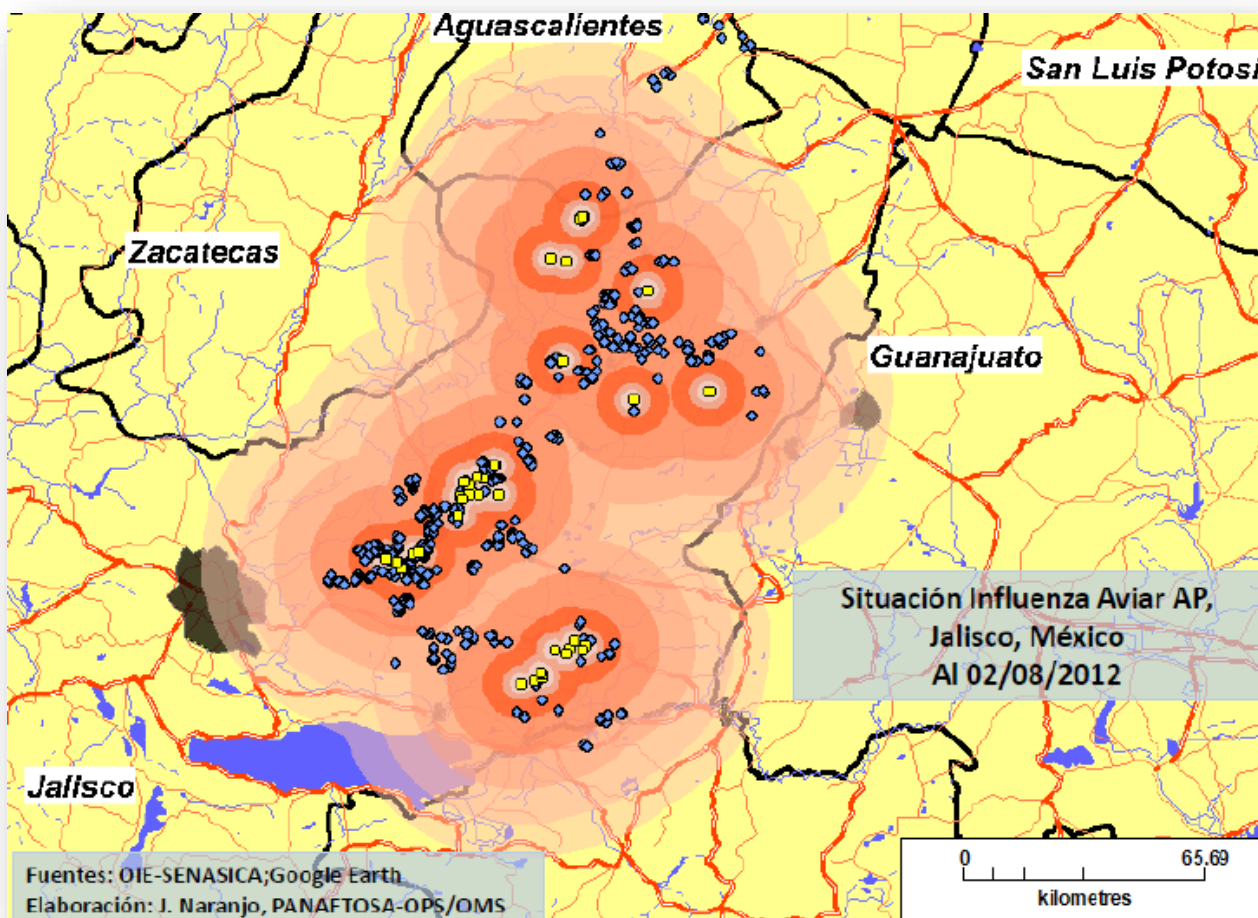 Aguascalientes
San Luis Potosí
Zacatecas
Guanajuato
Situación Influenza Aviar AP,
Jalisco, México
Al 02/08/2012
Jalisco
0 65.69
kilometres
Fuentes: OIE-SENASICA;Google Earth
Elaboración: J. Naranjo, PANAFTOSA-OPS/OMS